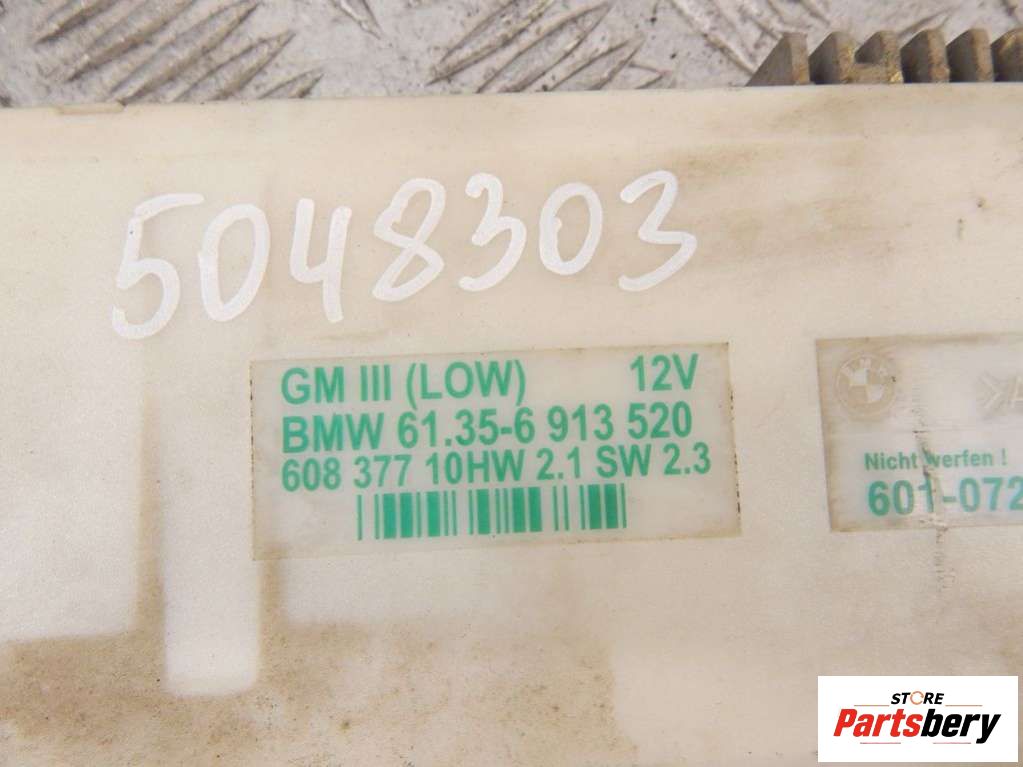 5048303
GM III (LOW) 12V
BMW 61.35-6 913 520
608 377 10HW 2.1 SW 2.3
Nicht werfen !
601-072
STORE
Partsbery